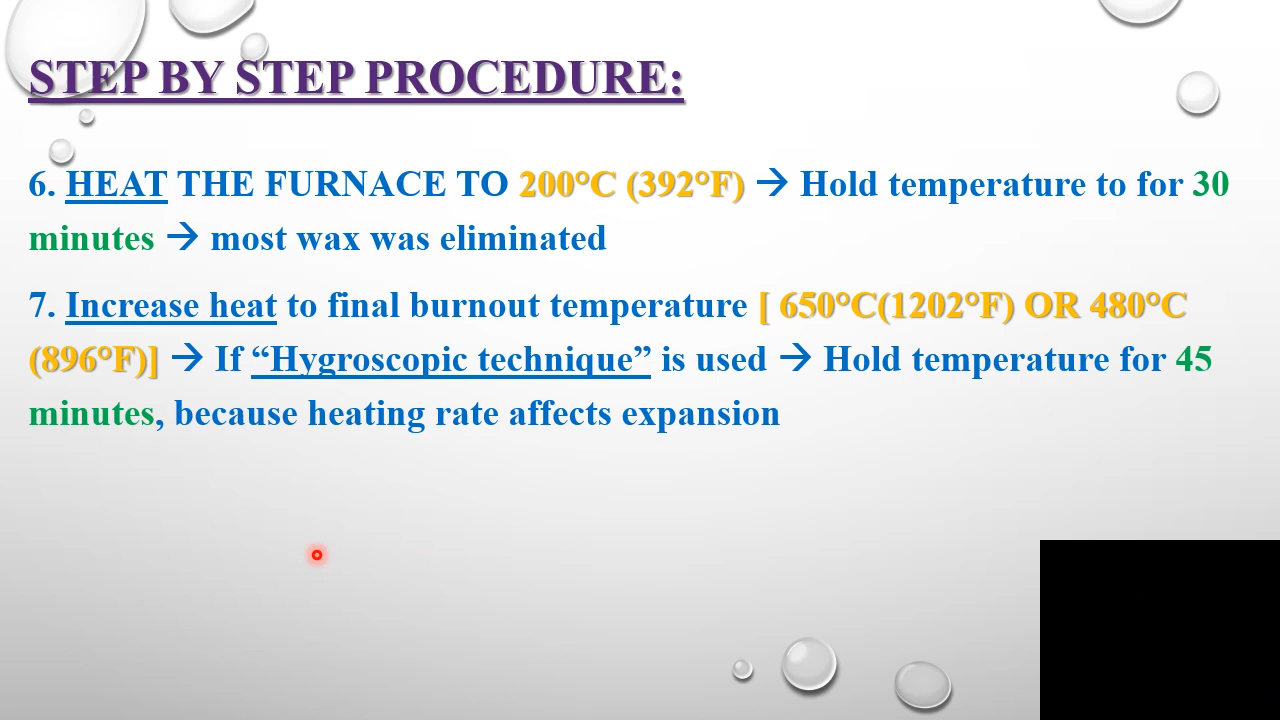 STEP BY STEP PROCEDURE:
6. HEAT THE FURNACE TO 200°C (392°F) → Hold temperature to for 30
minutes → most wax was eliminated
7. Increase heat to final burnout temperature [ 650°C(1202°F) OR 480°C
(896°F)] → If “Hygroscopic technique” is used → Hold temperature for 45
minutes, because heating rate affects expansion